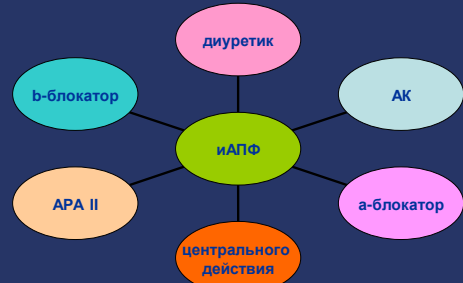 диуретик
b-блокатор
АК
иАПФ
АРА II
a-блокатор
центрального
действия